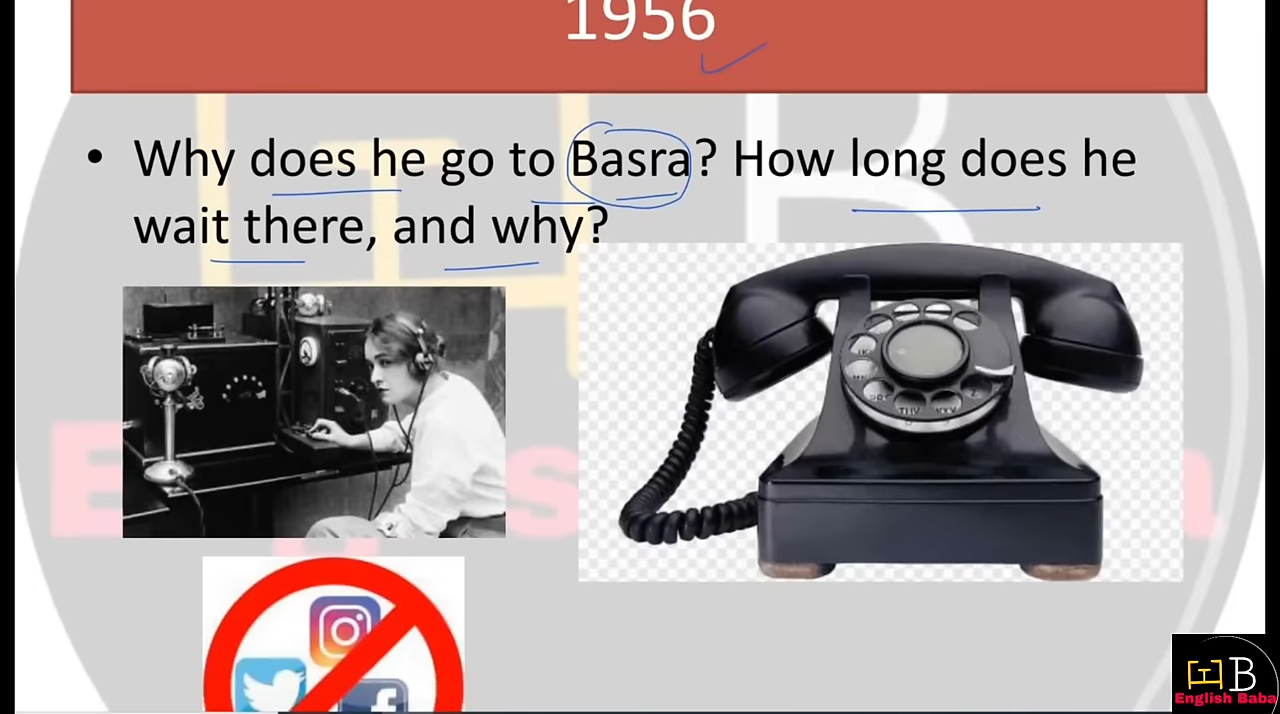 1956
• Why does he go to Basra? How long does he
wait there, and why?
B
English Baba